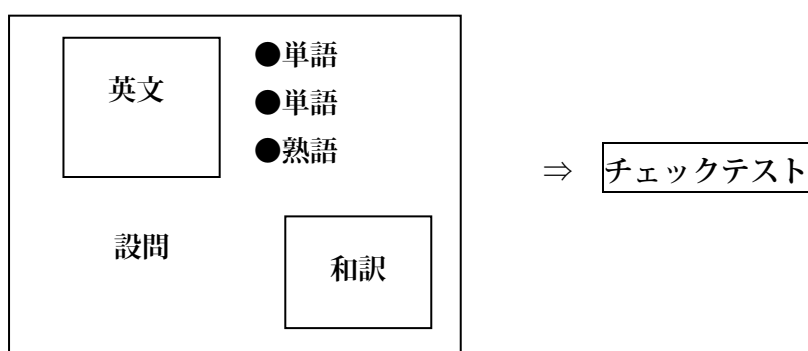 英文
●単語
●単語
●熟語
⇒ チェックテスト
設問
和訳